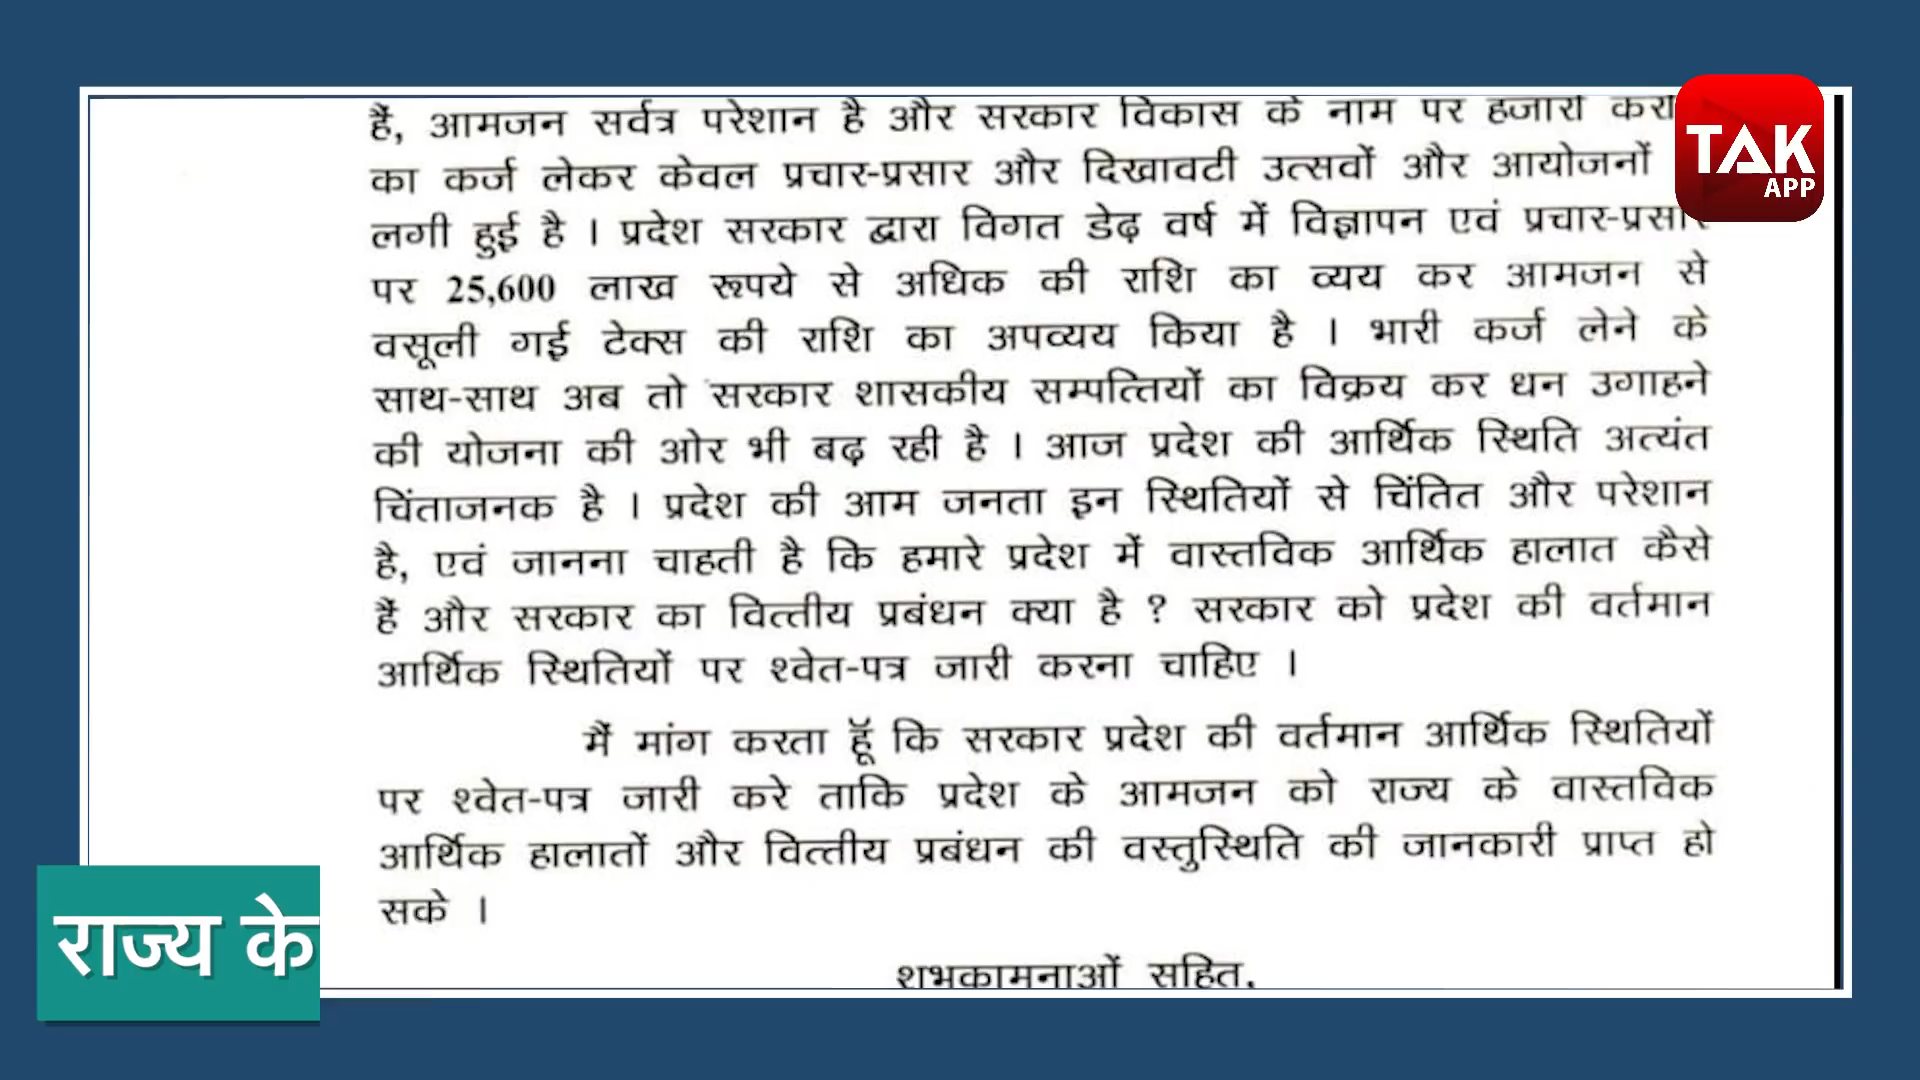 हैं, आमजन सर्वत्र परेशान है और सरकार विकास के नाम पर हजारों
का कर्ज लेकर केवल प्रचार-प्रसार और दिखावटी उत्सवों और आयोजनों
लगी हुई है । प्रदेश सरकार द्वारा विगत डेढ़ वर्ष में विज्ञापन एवं प्रचार-प्रसार
पर 25,600 लाख रूपये से अधिक की राशि का व्यय कर आमजन से
वसूली गई टेक्स की राशि का अपव्यय किया है । भारी कर्ज लेने के
साथ-साथ अब तो सरकार शासकीय सम्पत्तियों का विक्रय कर धन उगाहने
की योजना की ओर भी बढ़ रही है । आज प्रदेश की आर्थिक स्थिति अत्यंत
चिंताजनक है । प्रदेश की आम जनता इन स्थितियों से चिंतित और परेशान
है, एवं जानना चाहती है कि हमारे प्रदेश में वास्तविक आर्थिक हालात कैसे
हैं और सरकार का वित्तीय प्रबंधन क्या है ? सरकार को प्रदेश की वर्तमान
आर्थिक स्थितियों पर श्वेत-पत्र जारी करना चाहिए ।
मैं मांग करता हूँ कि सरकार प्रदेश की वर्तमान आर्थिक स्थितियों
पर श्वेत-पत्र जारी करे ताकि प्रदेश के आमजन को राज्य के वास्तविक
आर्थिक हालातों और वित्तीय प्रबंधन की वस्तुस्थिति की जानकारी प्राप्त हो
सके ।
शुभकामनाओं सहित,
राज्य के
TAK
APP